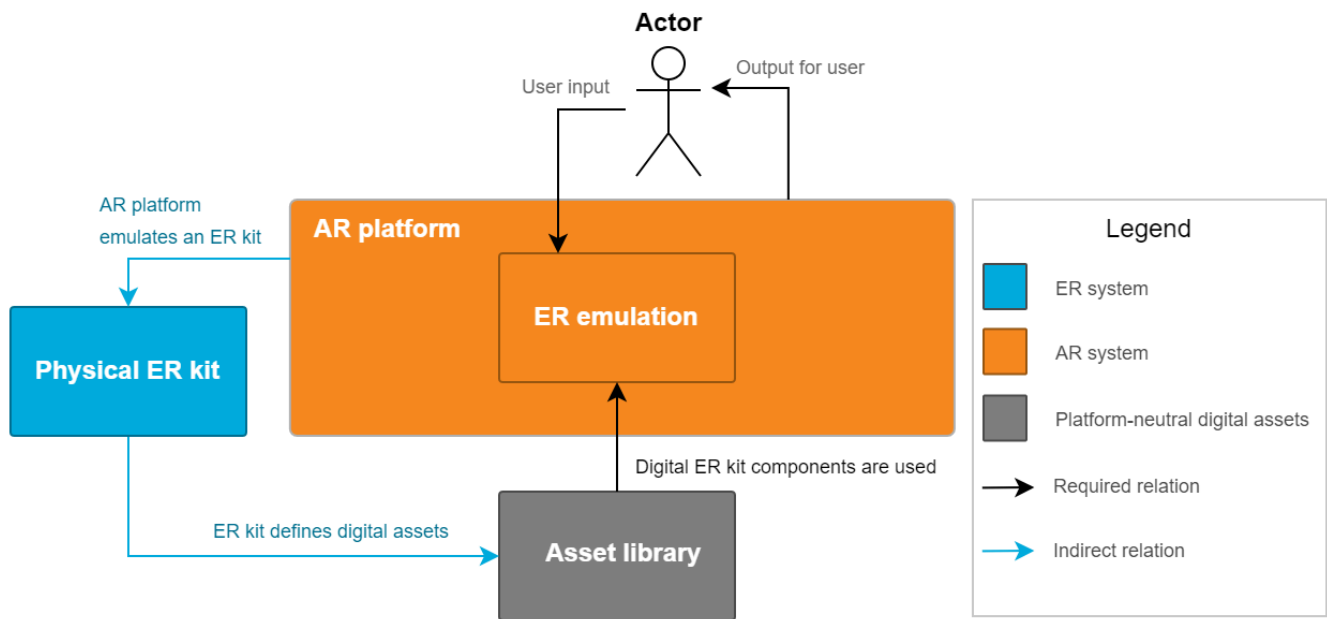 Actor
Output for user
User input
AR platform
emulates an ER kit
AR platform
ER emulation
Physical ER kit
Digital ER kit components are used
ER kit defines digital assets
Asset library
Legend
ER system
AR system
Platform-neutral digital assets
Required relation
Indirect relation